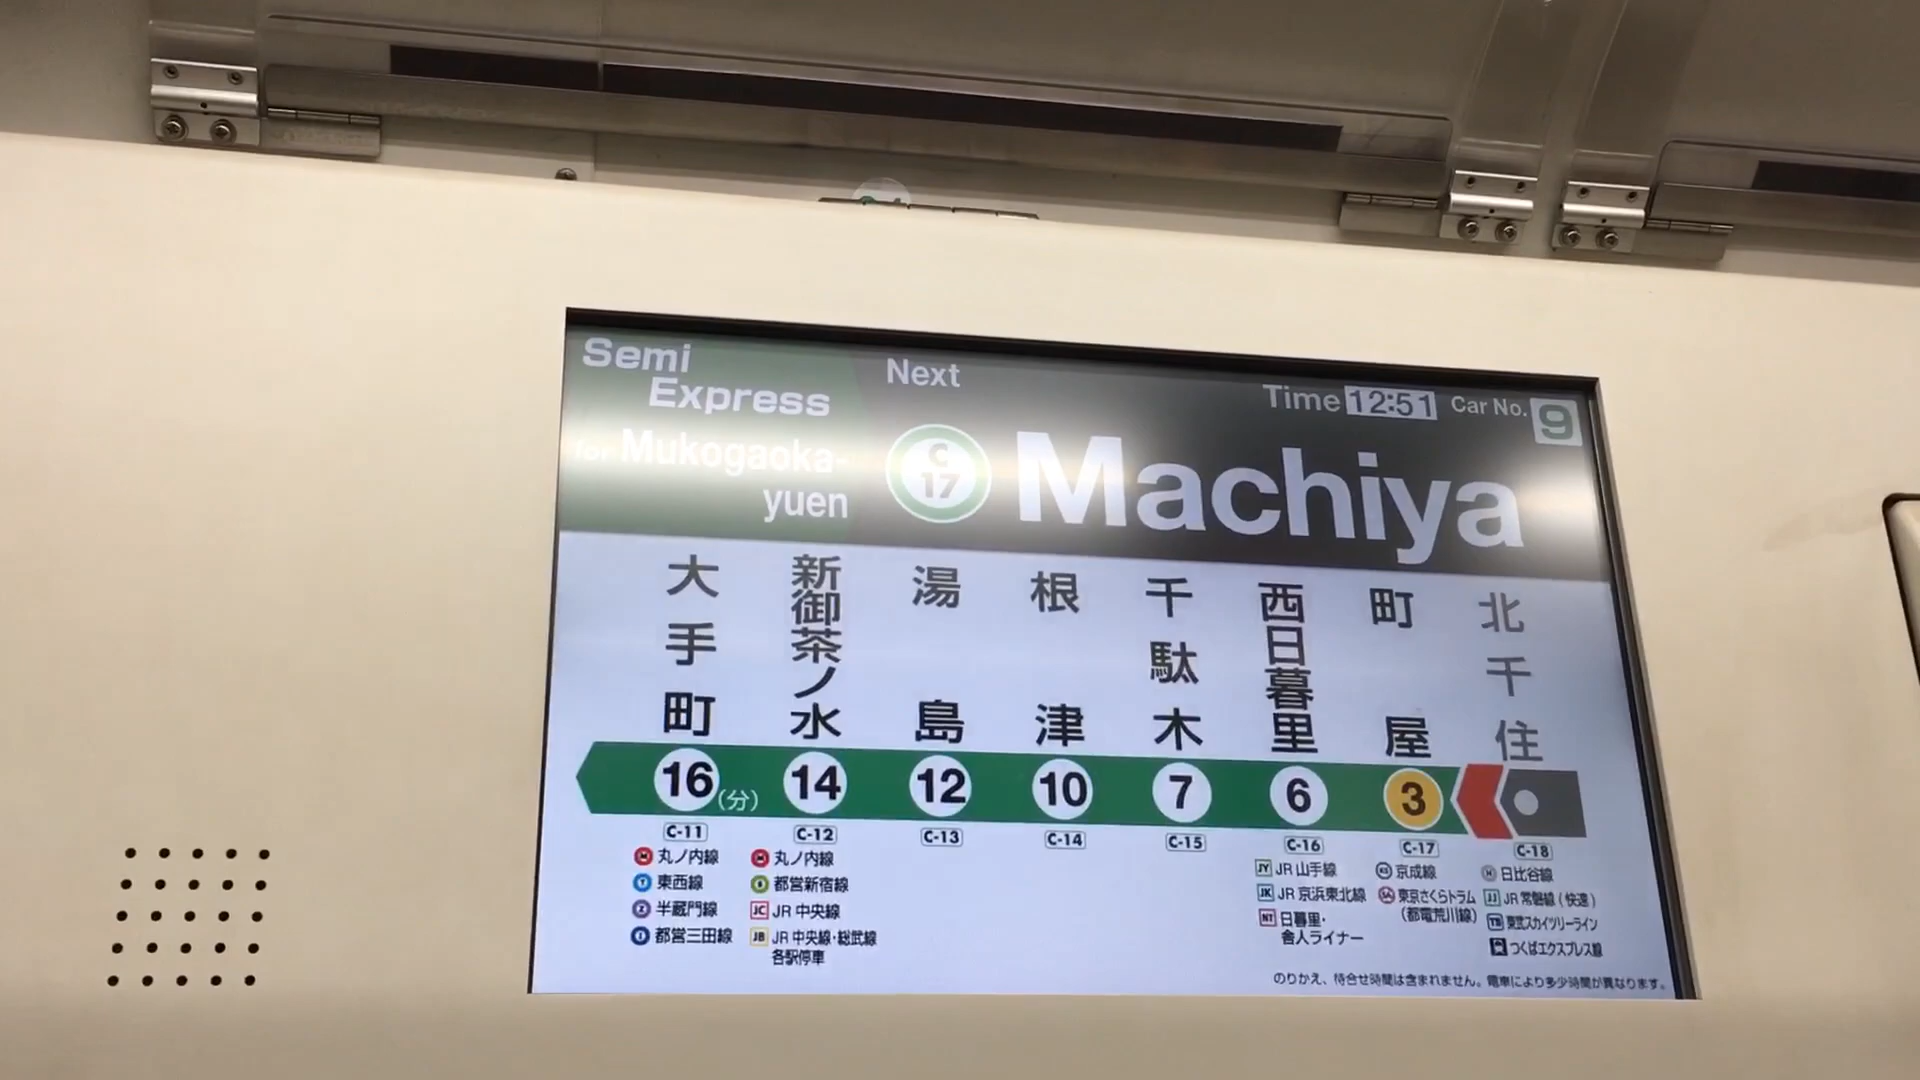 Semi
Express
for Mukogaoka-
yuen
Next
C
17
Machiya
Time 12:51
Car No. 9
大手町
新御茶ノ水
湯島
根津
千駄木
西日暮里
町屋
北千住
16 (分) 14 12 10 7 6 3
C-11 C-12 C-13 C-14 C-15 C-16 C-17 C-18
丸ノ内線
東西線
Z 半蔵門線
I 都営三田線
丸ノ内線
S 都営新宿線
JC JR 中央線
JB JR 中央線・総武線
各駅停車
JY JR 山手線
JK JR 京浜東北線
NT 日暮里・
舎人ライナー
KS 京成線
SA 東京さくらトラム
(都電荒川線)
H 日比谷線
JJ JR 常磐線(快速)
TS 東武スカイツリーライン
つくばエクスプレス線
のりかえ、待合せ時間は含まれません。電車により多少時間が異なります。